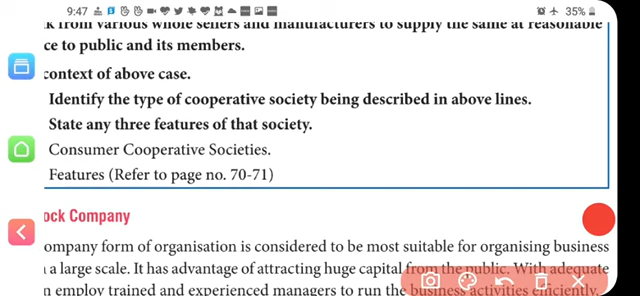 9:47
35%
k from various whole sellers and manufacturers to supply the same at reasonable
ce to public and its members.
context of above case.
Identify the type of cooperative society being described in above lines.
State any three features of that society.
Consumer Cooperative Societies.
Features (Refer to page no. 70-71)
ock Company
ompany form of organisation is considered to be most suitable for organising business
a large scale. It has advantage of attracting huge capital from the public. With adequate
n employ trained and experienced managers to run the business activities efficiently.